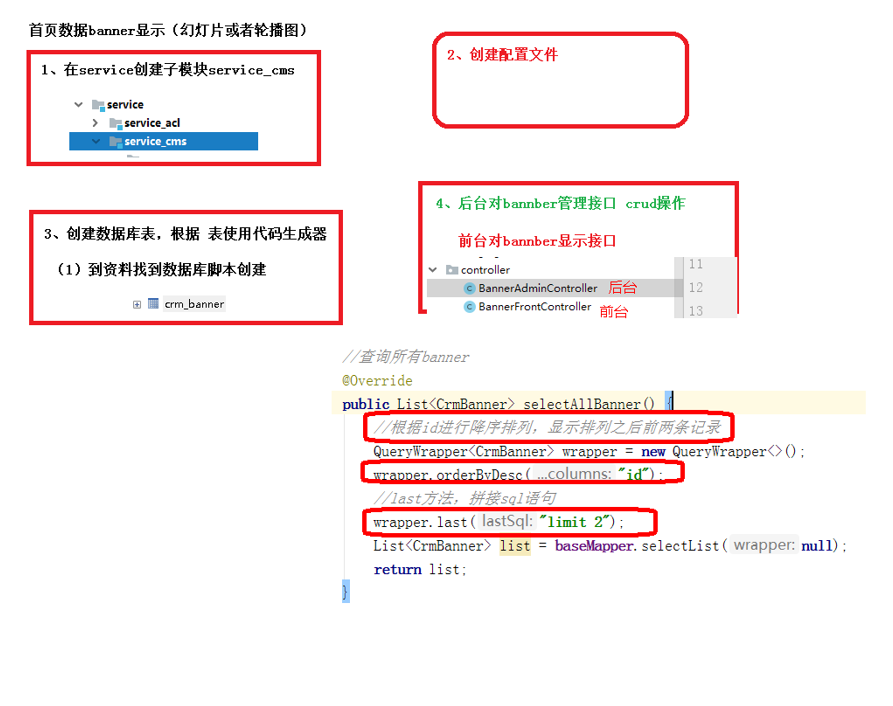 首页数据banner显示（幻灯片或者轮播图）
1、在service创建子模块service_cms
service
service_acl
service_cms
2、创建配置文件
3、创建数据库表，根据 表使用代码生成器
（1）到资料找到数据库脚本创建
crm_banner
4、后台对bannber管理接口 crud操作
前台对bannber显示接口
controller 11
BannerAdminController 后台 12
BannerFrontController 前台 13
//查询所有banner
@Override
public List<CrmBanner> selectAllBanner() {
//根据id进行降序排列，显示排列之后前两条记录
QueryWrapper<CrmBanner> wrapper = new QueryWrapper<>();
wrapper.orderByDesc( ...columns: "id");
//last方法，拼接sql语句
wrapper.last( lastSql: "limit 2");
List<CrmBanner> list = baseMapper.selectList( wrapper: null);
return list;
}